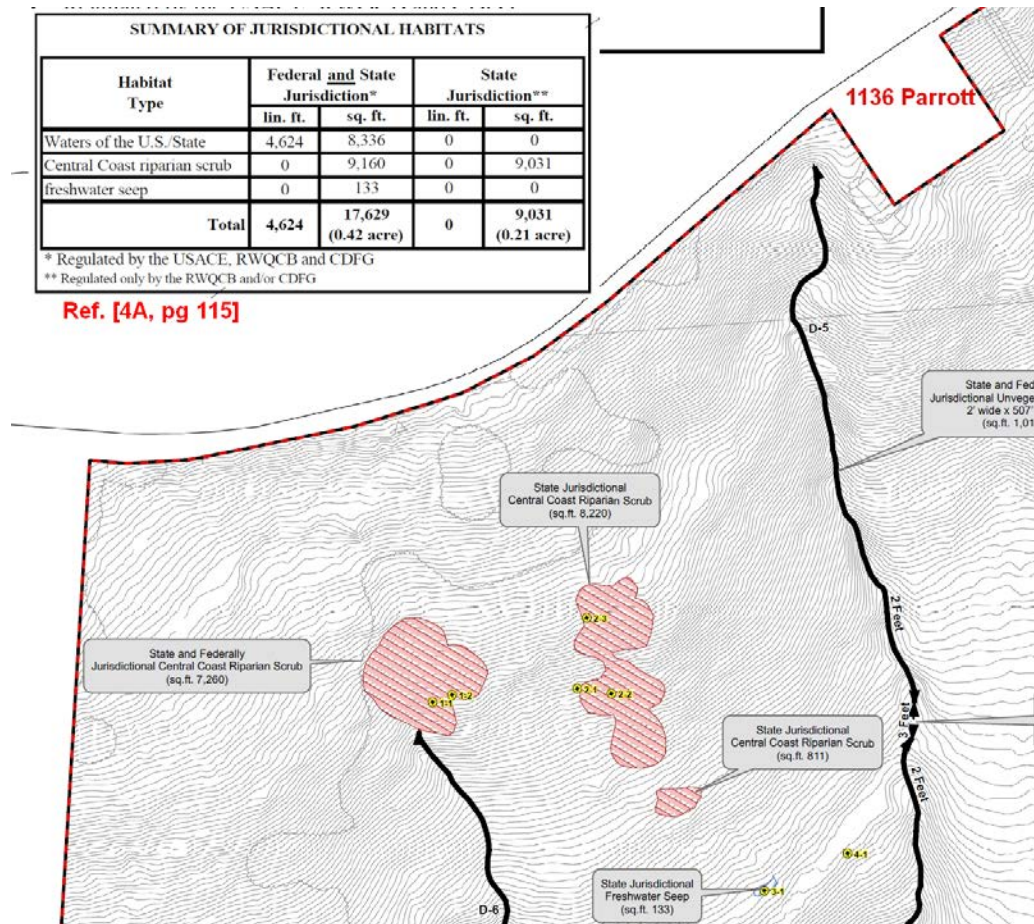 SUMMARY OF JURISDICTIONAL HABITATS
Habitat Type
Federal and State Jurisdiction*
State Jurisdiction**
lin. ft. sq. ft. lin. ft. sq. ft.
Waters of the U.S./State 4,624 8,336 0 0
Central Coast riparian scrub 0 9,160 0 9,031
freshwater seep 0 133 0 0
Total 4,624 17,629 (0.42 acre) 0 9,031 (0.21 acre)
* Regulated by the USACE, RWQCB and CDFG
** Regulated only by the RWQCB and/or CDFG
Ref. [4A, pg 115]
1136 Parrott
D-5
State and Fed
Jurisdictional Unvege
2' wide x 507'
(sq.ft. 1,01
State Jurisdictional
Central Coast Riparian Scrub
(sq.ft. 8,220)
2 Feet
2-3
State and Federally
Jurisdictional Central Coast Riparian Scrub
(sq.ft. 7,260)
1-2
1-1
2-2
3 Feet
State Jurisdictional
Central Coast Riparian Scrub
(sq.ft. 811)
2 Feet
4-1
State Jurisdictional
Freshwater Seep
(sq.ft. 133)
3-1
D-6